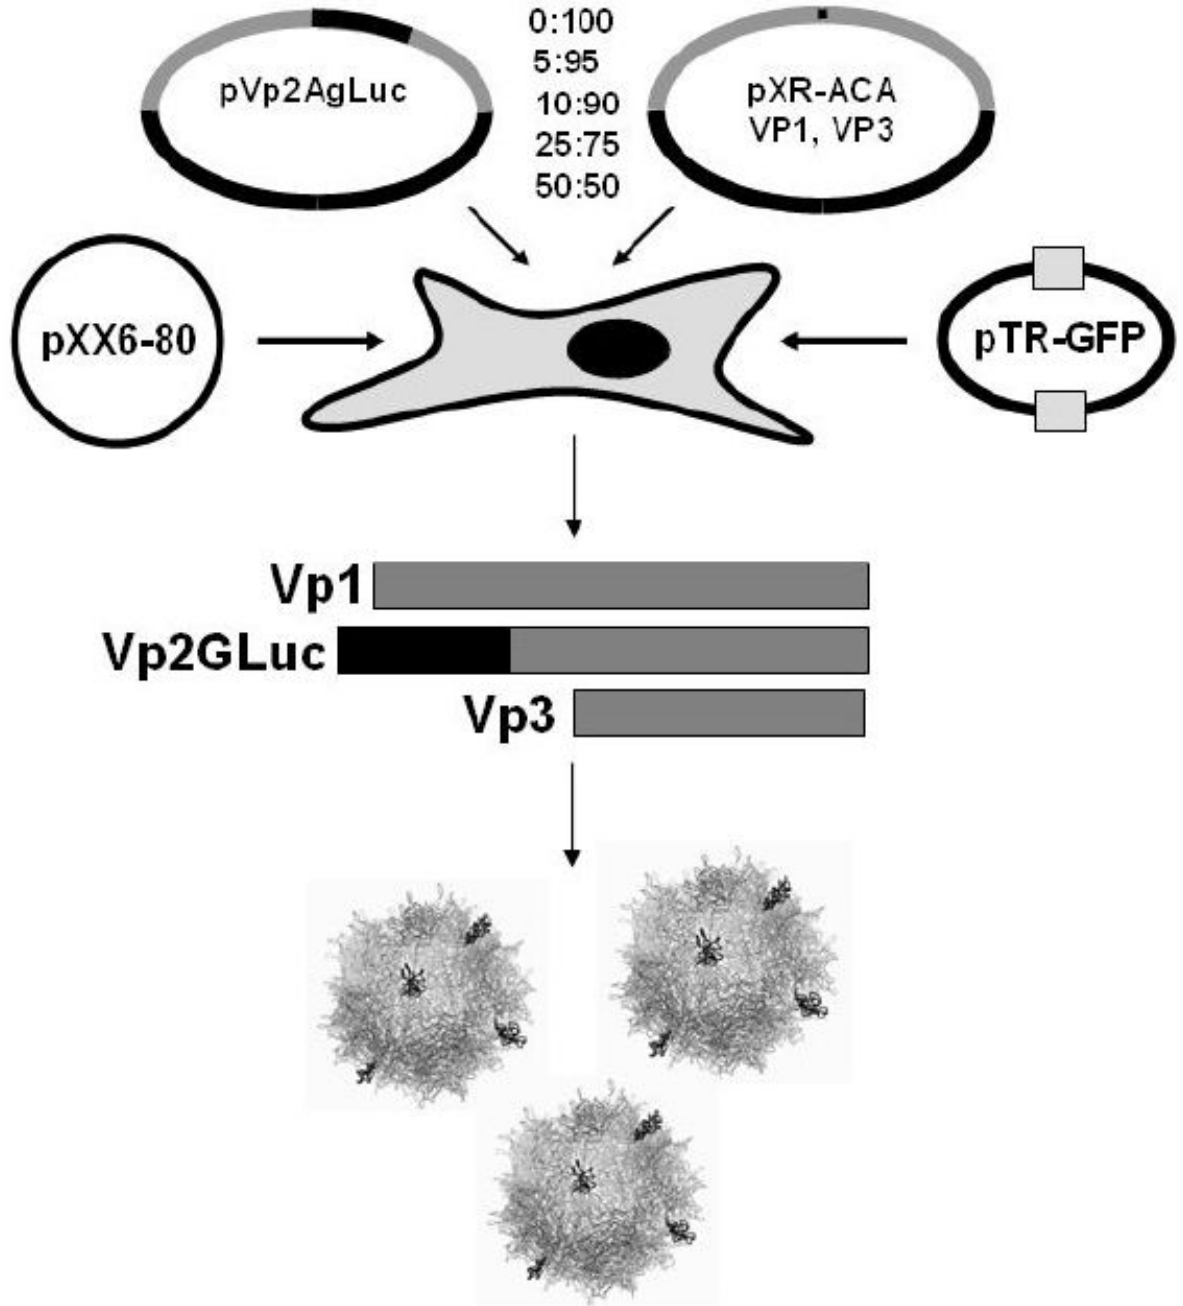 pVp2AgLuc
0:100
5:95
10:90
25:75
50:50
pXR-ACA
VP1, VP3
pXX6-80
pTR-GFP
Vp1
Vp2GLuc
Vp3